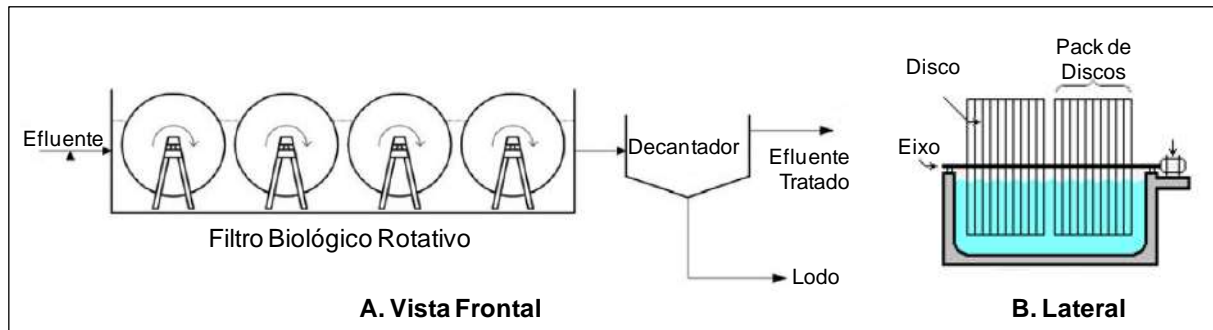 Efluente
Filtro Biológico Rotativo
Decantador
Efluente
Tratado
Lodo
A. Vista Frontal
Pack de
Discos
Disco
Eixo
B. Lateral